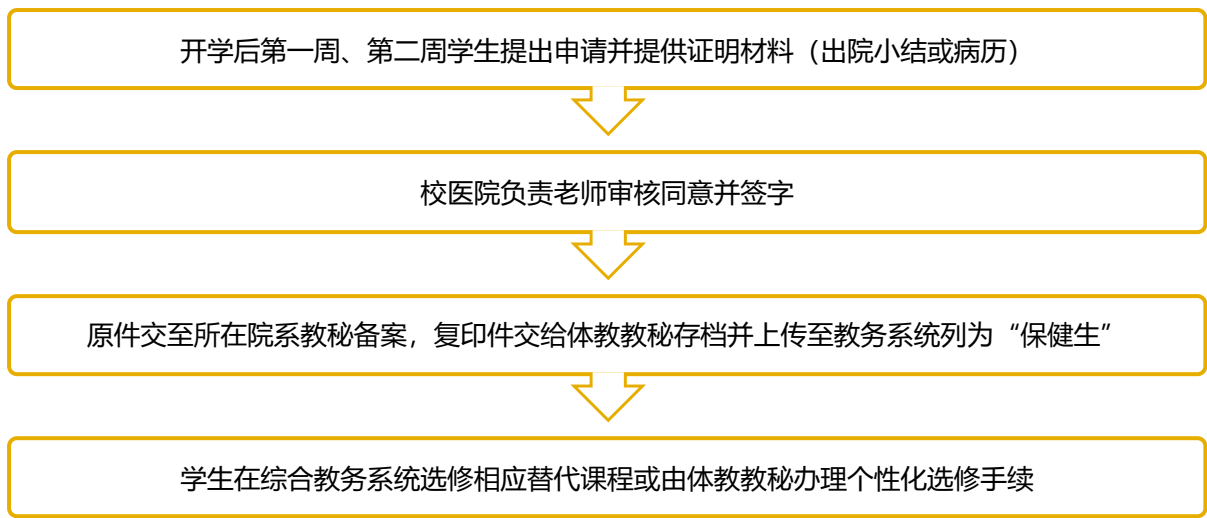 开学后第一周、第二周学生提出申请并提供证明材料（出院小结或病历）
校医院负责老师审核同意并签字
原件交至所在院系教秘备案，复印件交给体教教秘存档并上传至教务系统列为“保健生”
学生在综合教务系统选修相应替代课程或由体教教秘办理个性化选修手续